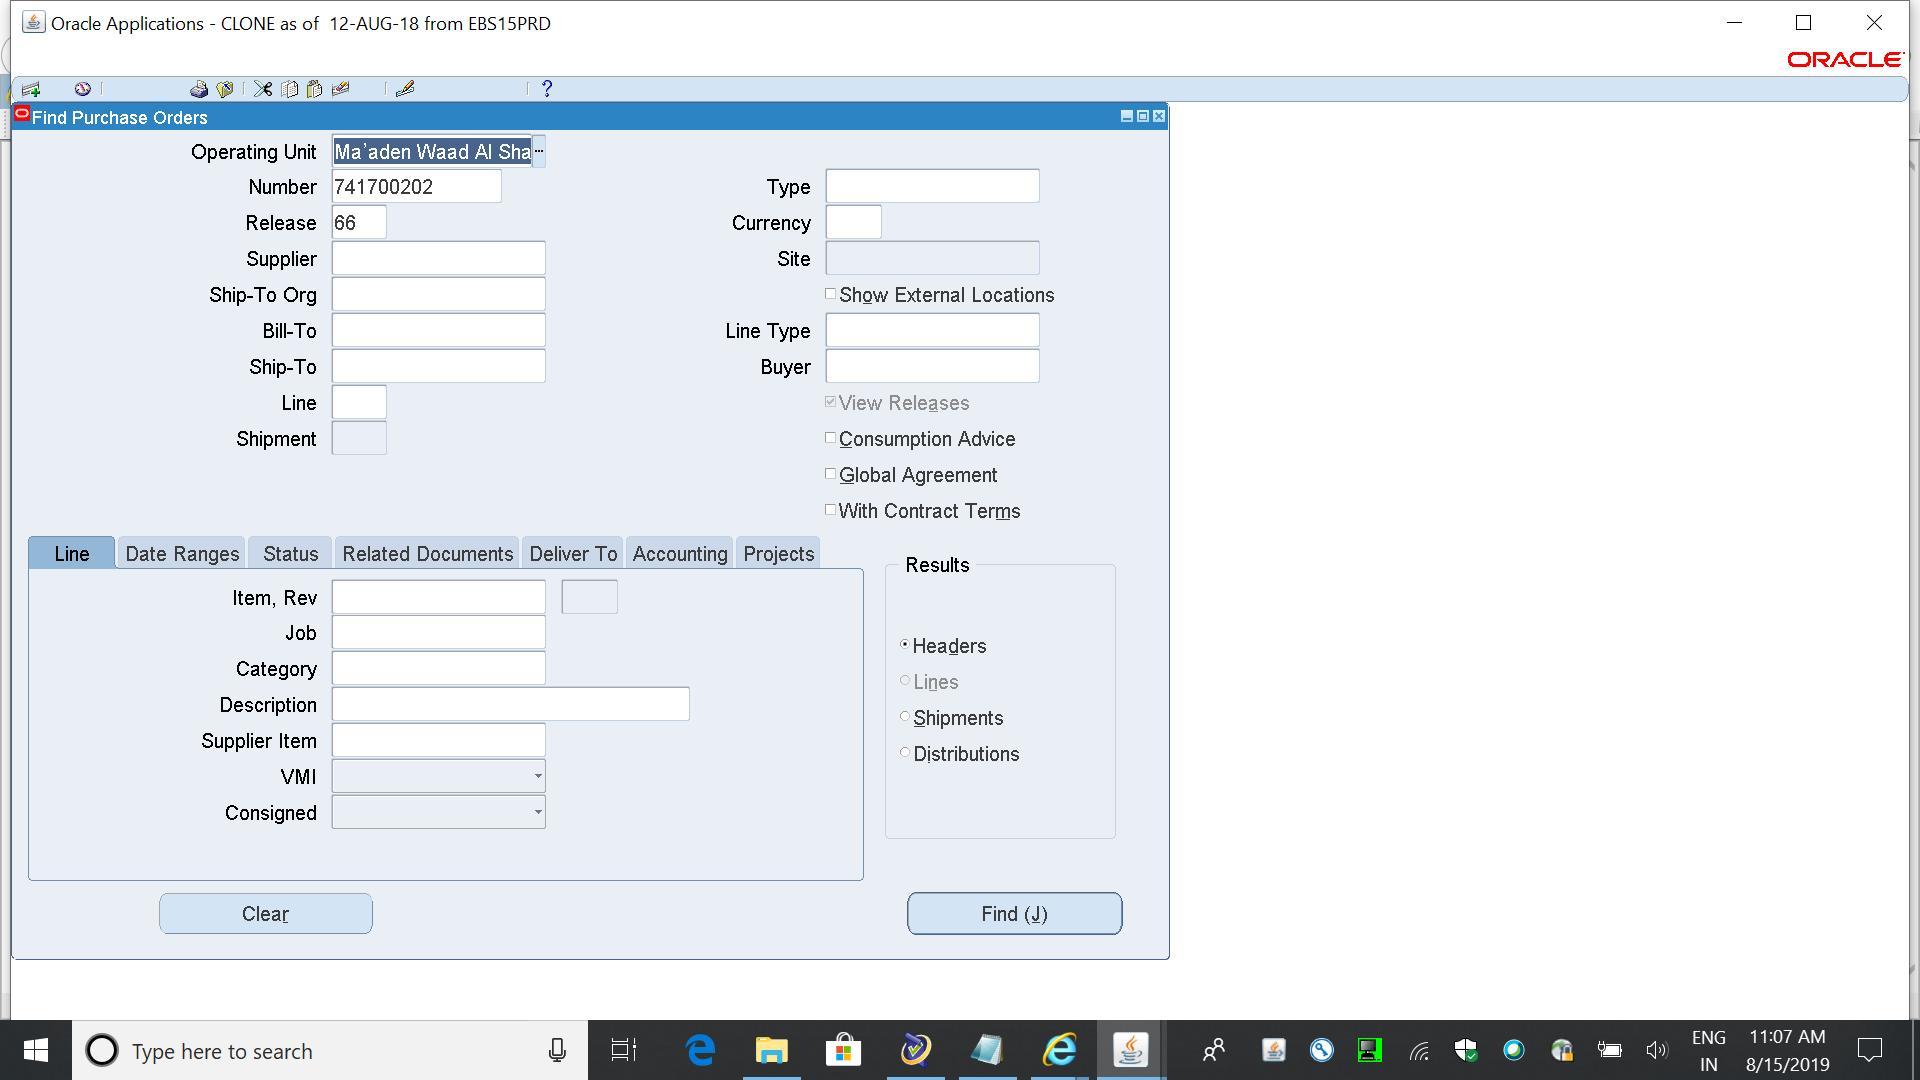 Oracle Applications - CLONE as of 12-AUG-18 from EBS15PRD
ORACLE
Find Purchase Orders
Operating Unit Ma'aden Waad Al Sha
Number 741700202 Type
Release 66 Currency
Supplier Site
Ship-To Org Show External Locations
Bill-To Line Type
Ship-To Buyer
Line View Releases
Shipment Consumption Advice
Global Agreement
With Contract Terms
Line Date Ranges Status Related Documents Deliver To Accounting Projects
Results
Item, Rev
Job Headers
Category Lines
Description Shipments
Supplier Item Distributions
VMI
Consigned
Clear Find (J)
Type here to search
ENG 11:07 AM
IN 8/15/2019